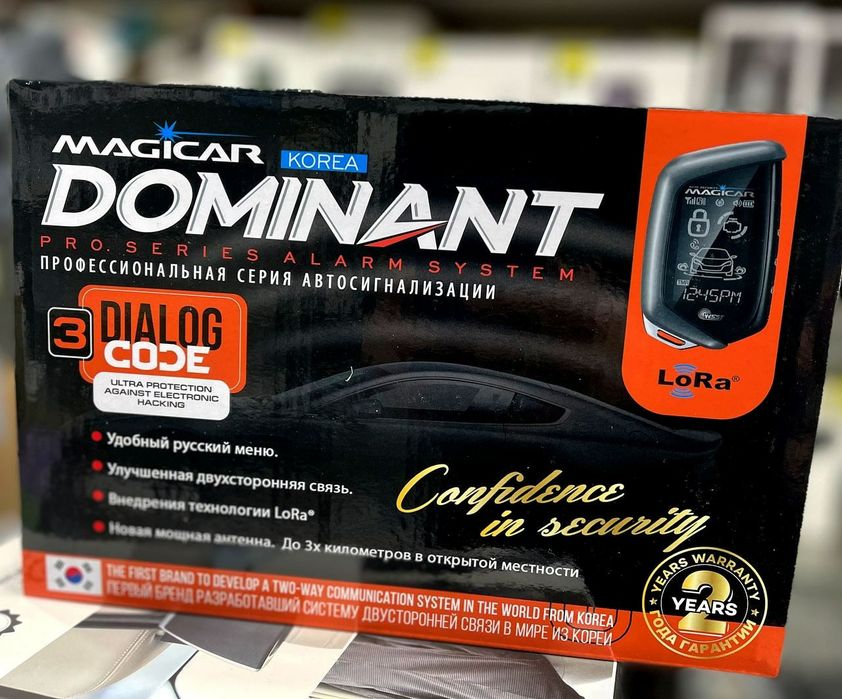 MAGICAR KOREA
DOMINANT
PRO. SERIES ALARM SYSTEM
ПРОФЕССИОНАЛЬНАЯ СЕРИЯ АВТОСИГНАЛИЗАЦИИ
3 DIALOG
CODE
ULTRA PROTECTION
AGAINST ELECTRONIC
HACKING
Удобный русский меню.
Улучшенная двухсторонняя связь.
Внедрения технологии LoRa®
Новая мощная антенна. До 3х километров в открытой местности
MAGICAR
12:45PM
LoRa®
Confidence
in security
THE FIRST BRAND TO DEVELOP A TWO-WAY COMMUNICATION SYSTEM IN THE WORLD FROM KOREA
ПЕРВЫЙ БРЕНД РАЗРАБОТАВШИЙ СИСТЕМУ ДВУСТОРОННЕЙ СВЯЗИ В МИРЕ ИЗ КОРЕИ
YEARS WARRANTY
2
YEARS
ГОДА ГАРАНТИИ